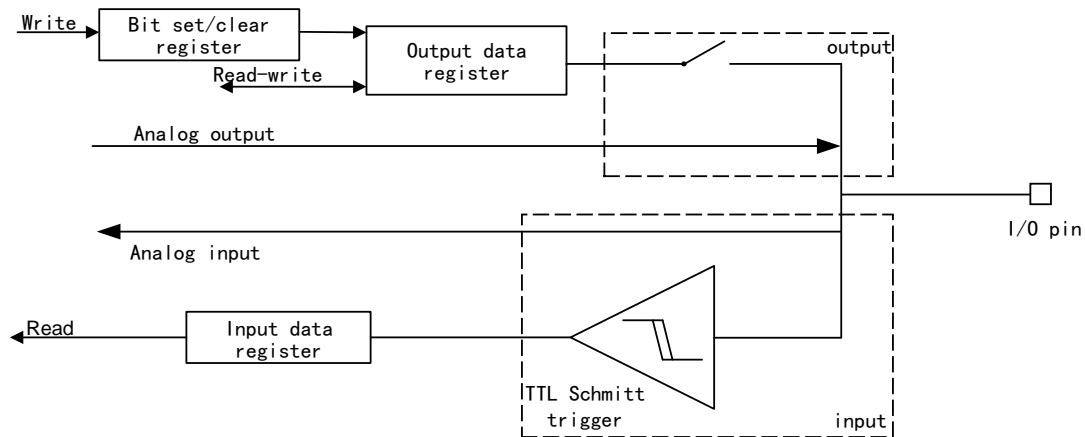 Write
Bit set/clear
register
Read-write
Output data
register
output
Analog output
I/O pin
Analog input
Read
Input data
register
TTL Schmitt
trigger
input